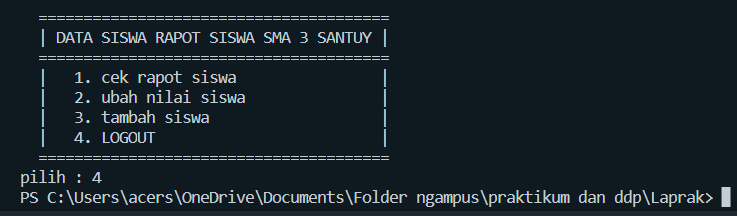 =======================================
| DATA SISWA RAPOT SISWA SMA 3 SANTUY |
=======================================
|   1. cek rapot siswa                |
|   2. ubah nilai siswa               |
|   3. tambah siswa                   |
|   4. LOGOUT                         |
=======================================
pilih : 4
PS C:\Users\acers\OneDrive\Documents\Folder ngampus\praktikum dan ddp\Laprak>